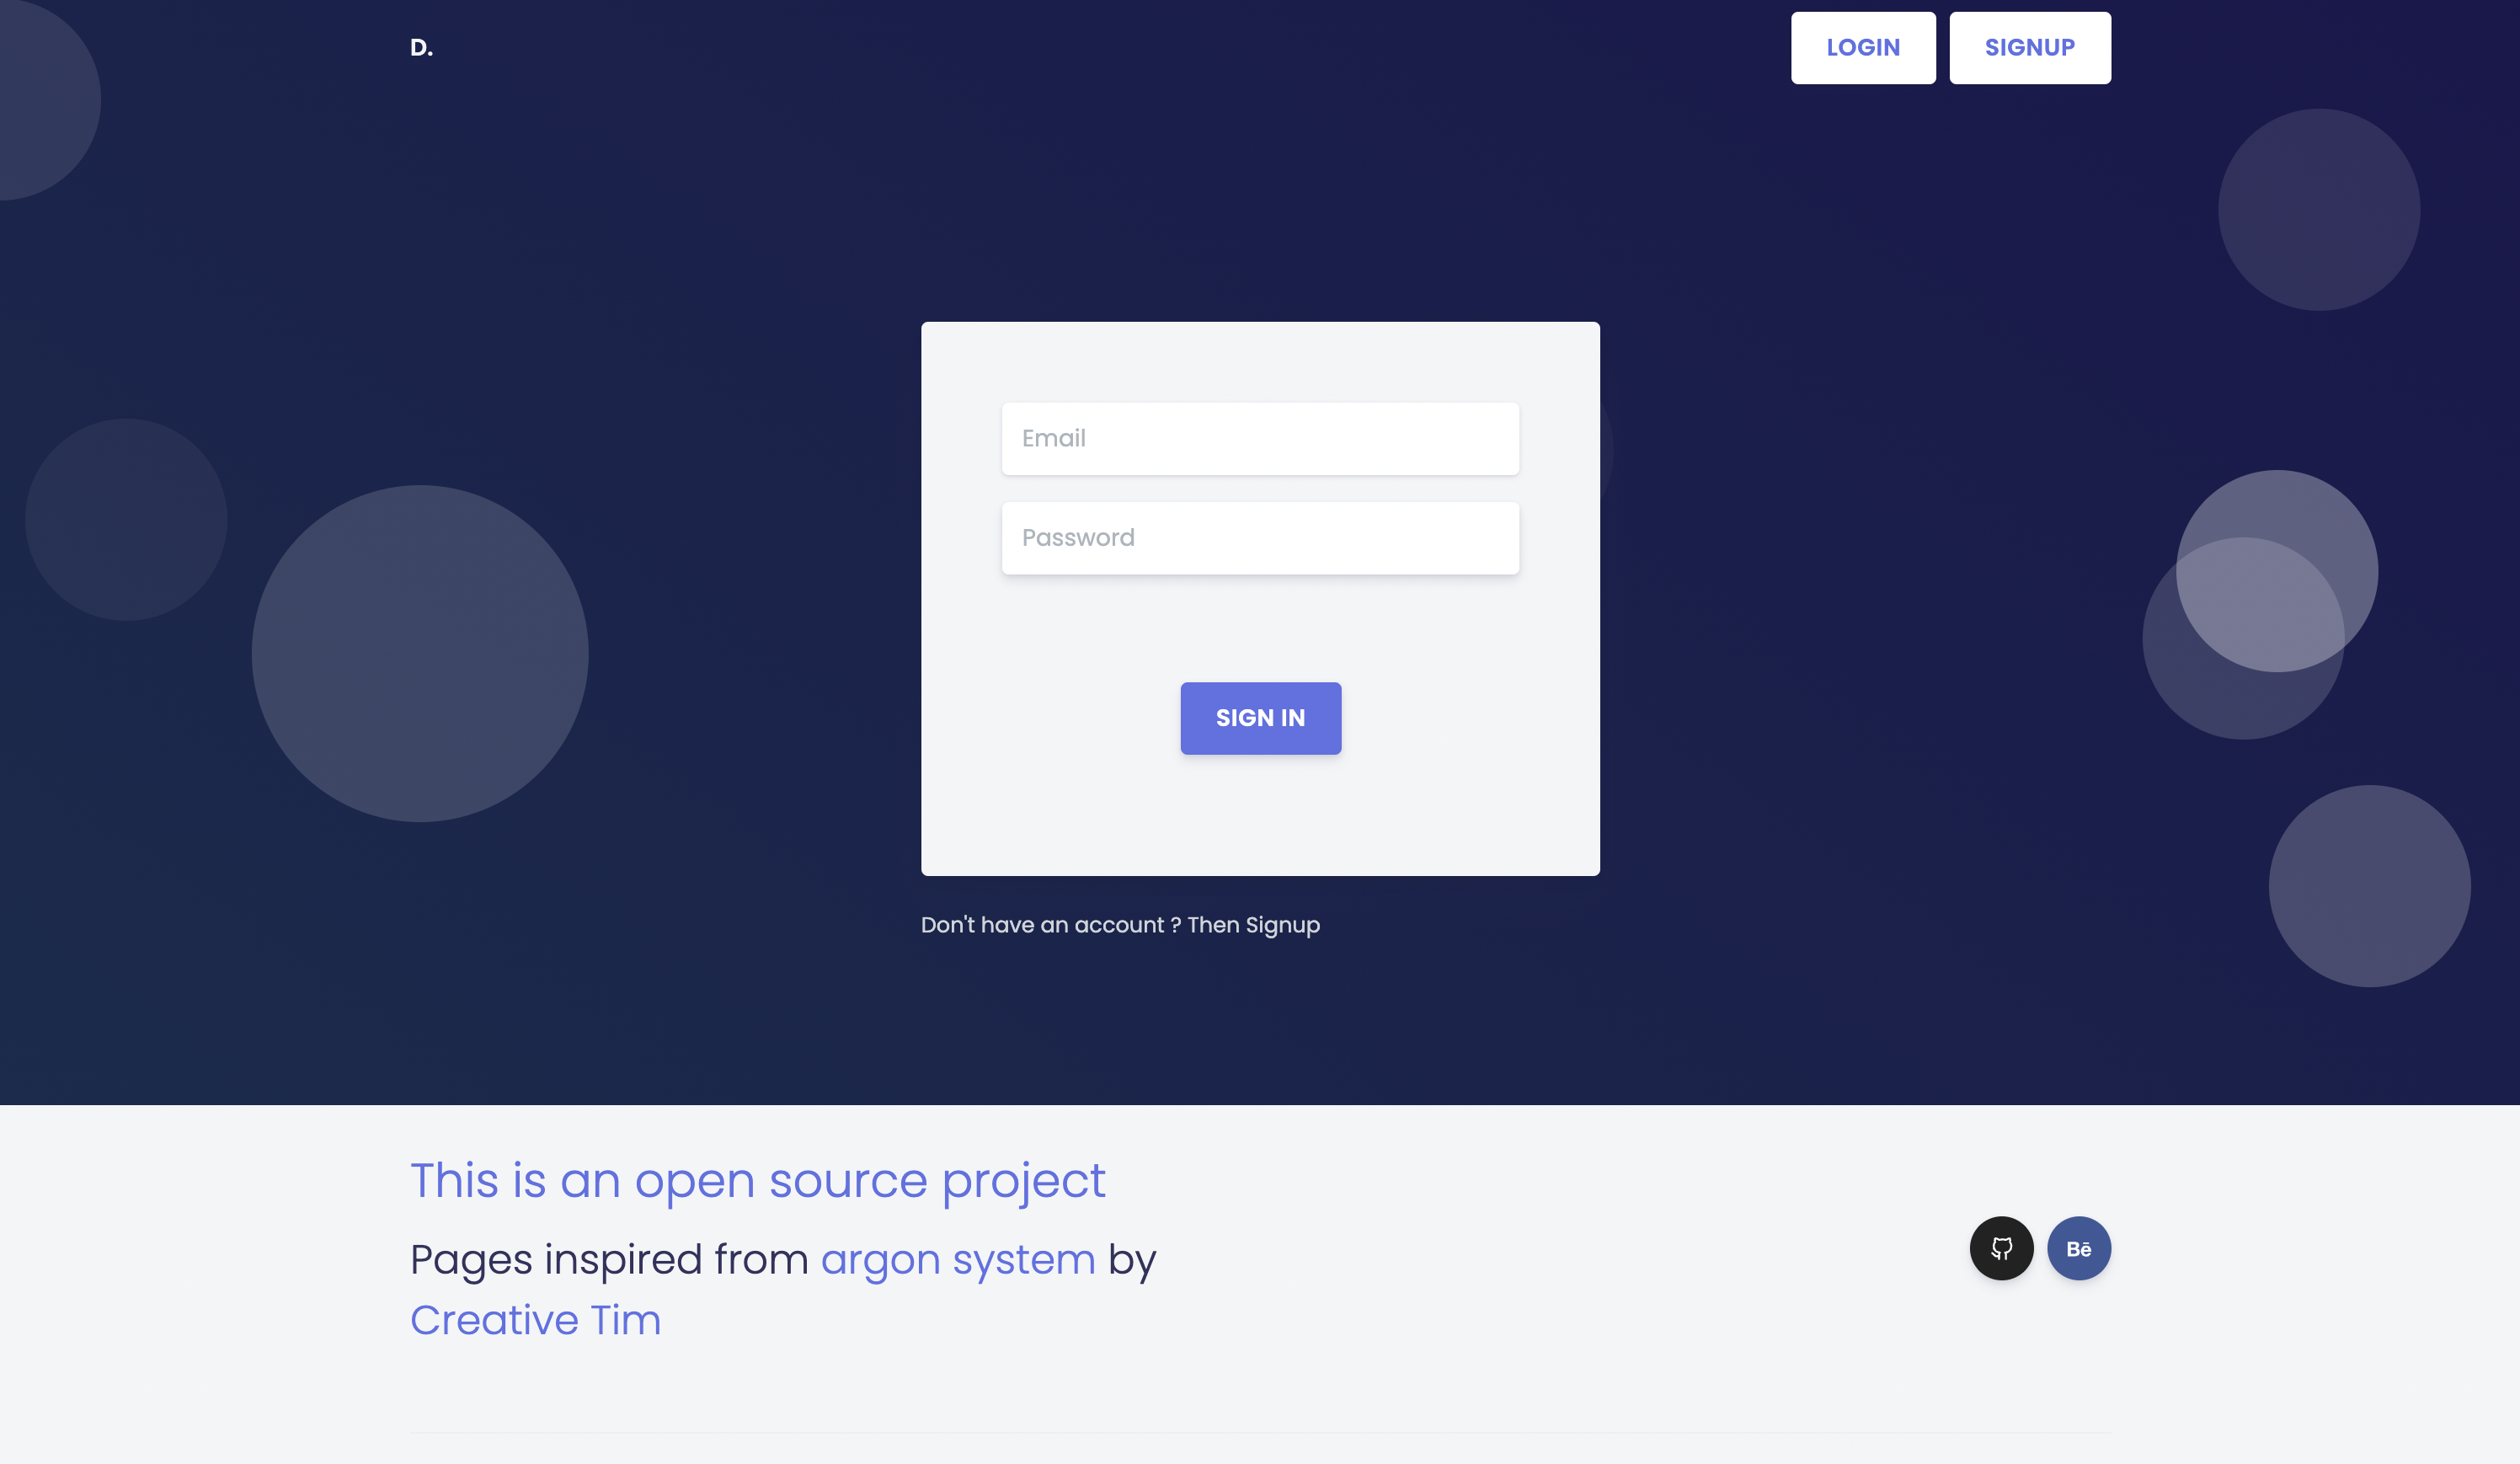 D.
LOGIN
SIGNUP
Email
Password
SIGN IN
Don't have an account ? Then Signup
This is an open source project
Pages inspired from argon system by
Creative Tim
Bē